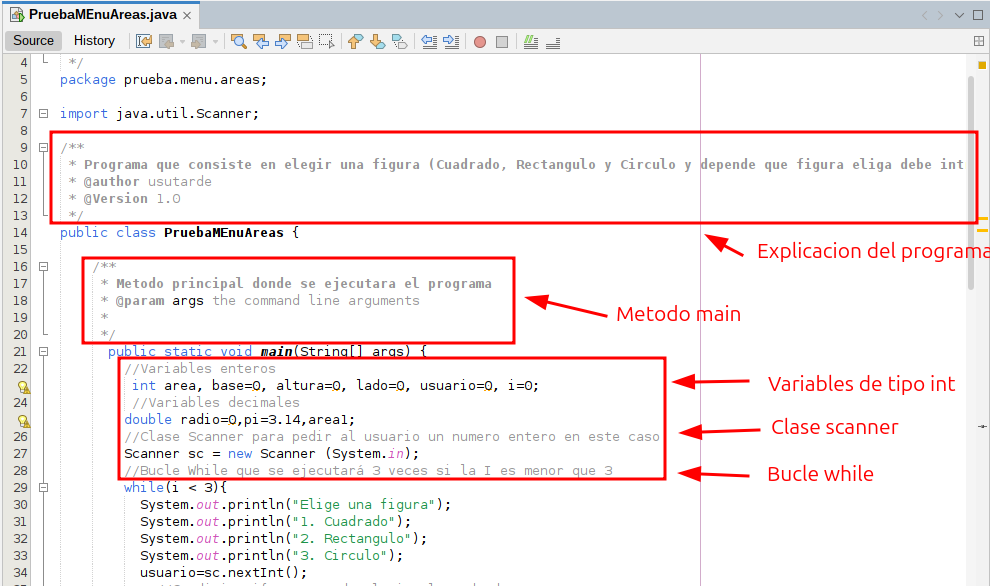 PruebaMEnuAreas.java
Source History
4 */
5 package prueba.menu.areas;
6
7 import java.util.Scanner;
8
9 /**
10 * Programa que consiste en elegir una figura (Cuadrado, Rectangulo y Circulo y depende que figura eliga debe int
11 * @author usutarde
12 * @Version 1.0
13 */
14 public class PruebaMEnuAreas {
Explicacion del programa
15
16 /**
17 * Metodo principal donde se ejecutara el programa
18 * @param args the command line arguments
Metodo main
19 *
20 */
21 public static void main(String[] args) {
22 //Variables enteros
int area, base=0, altura=0, lado=0, usuario=0, i=0;
Variables de tipo int
24 //Variables decimales
double radio=0,pi=3.14,area1;
Clase scanner
26 //Clase Scanner para pedir al usuario un numero entero en este caso
27 Scanner sc = new Scanner (System.in);
28 //Bucle While que se ejecutará 3 veces si la I es menor que 3
Bucle while
29 while(i < 3){
30 System.out.println("Elige una figura");
31 System.out.println("1. Cuadrado");
32 System.out.println("2. Rectangulo");
33 System.out.println("3. Circulo");
34 usuario=sc.nextInt();